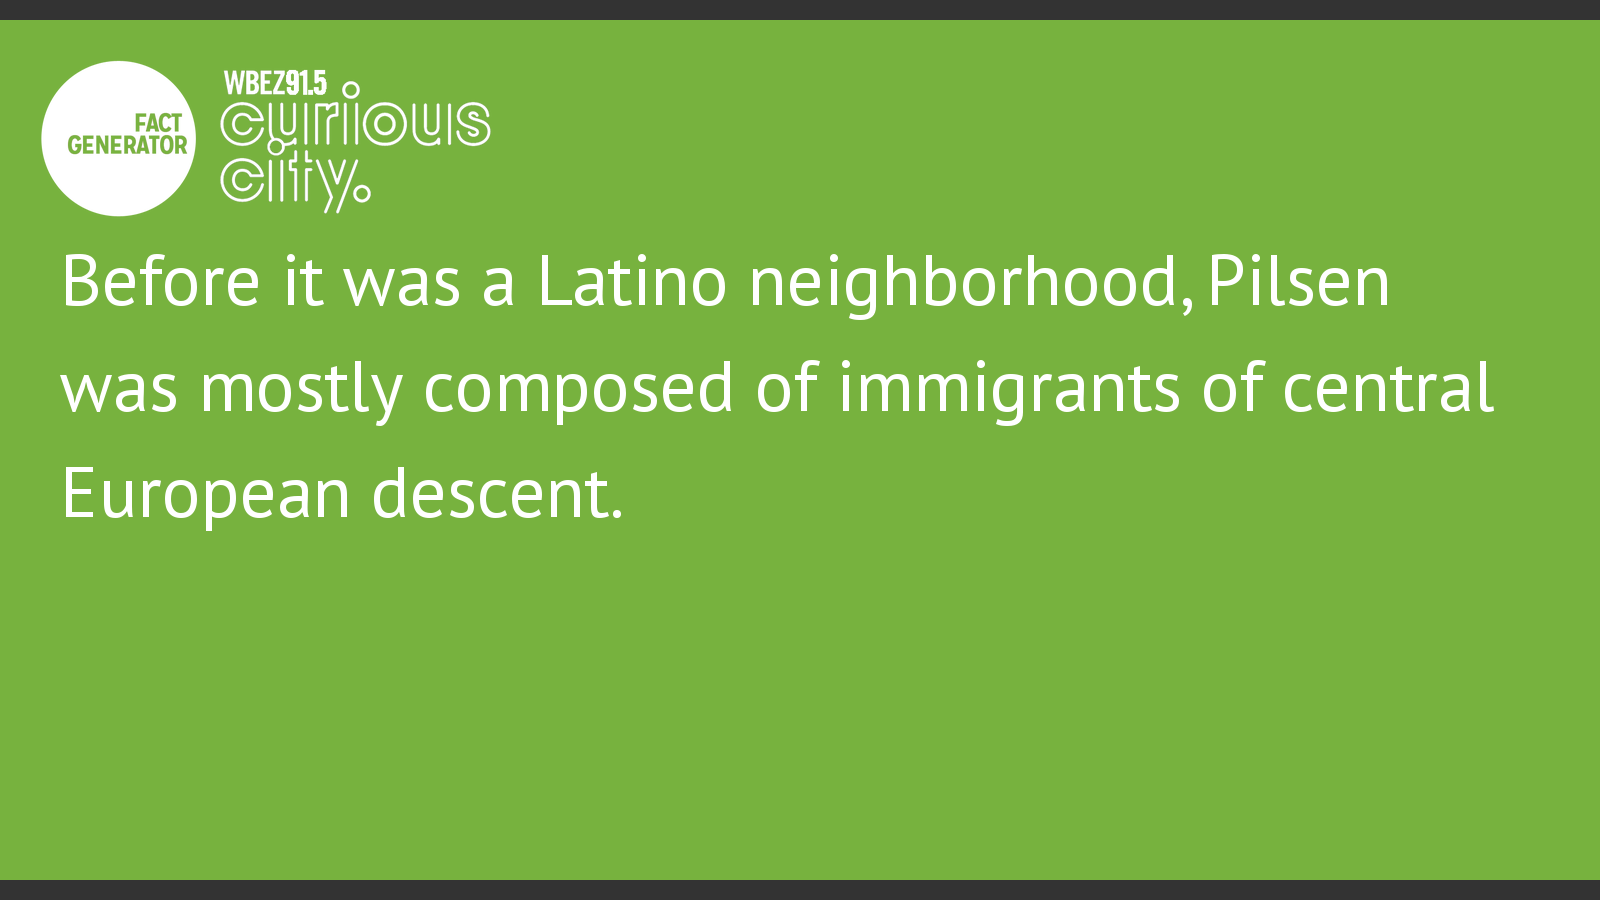 FACT
GENERATOR
WBEZ91.5
curious
city.
Before it was a Latino neighborhood, Pilsen
was mostly composed of immigrants of central
European descent.